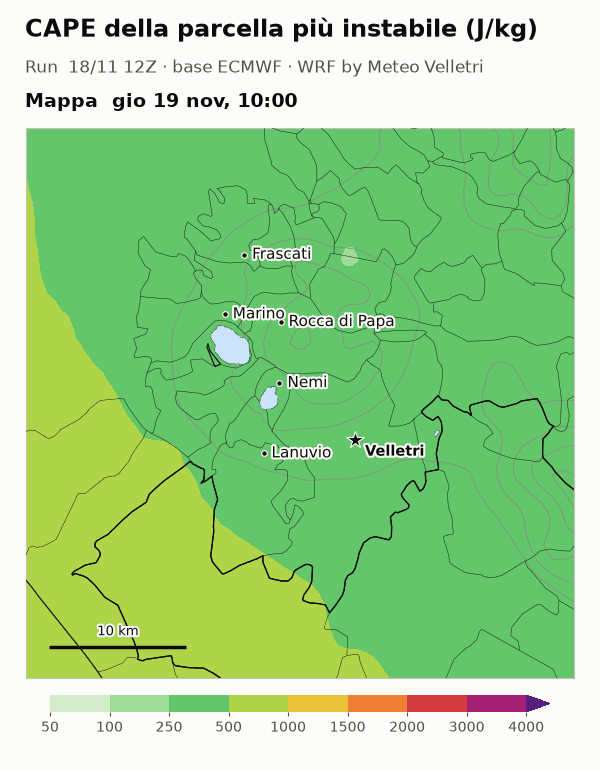 CAPE della parcella più instabile (J/kg)
Run  18/11 12Z · base ECMWF · WRF by Meteo Velletri
Mappa  gio 19 nov, 10:00
Frascati
Marino
Rocca di Papa
Nemi
Velletri
Lanuvio
10 km
50 100 250 500 1000 1500 2000 3000 4000